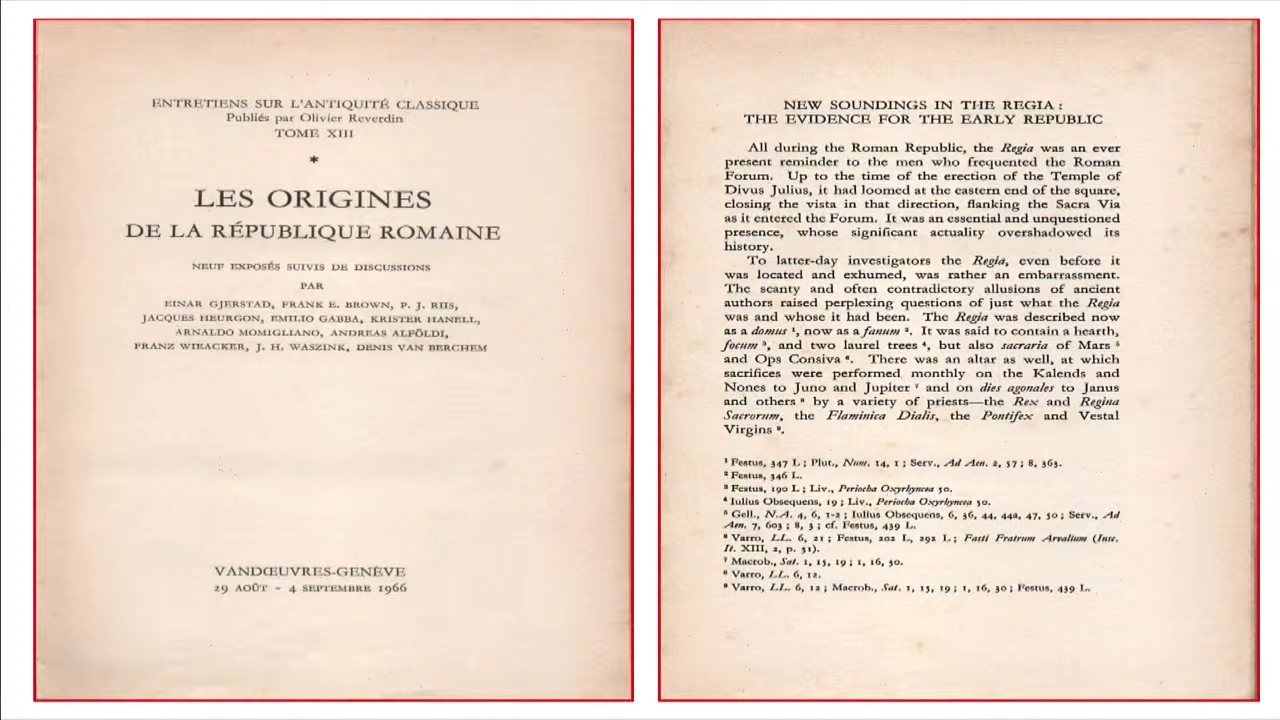 ENTRETIENS SUR L'ANTIQUITÉ CLASSIQUE
Publiés par Olivier Reverdin
TOME XIII
*
LES ORIGINES
DE LA RÉPUBLIQUE ROMAINE
NEUF EXPOSÉS SUIVIS DE DISCUSSIONS
PAR
EINAR GJERSTAD, FRANK E. BROWN, P. J. RIIS,
JACQUES HEURGON, EMILIO GABBA, KRISTER HANELL,
ARNALDO MOMIGLIANO, ANDREAS ALFÖLDI,
FRANZ WIEACKER, J. H. WASZINK, DENIS VAN BERCHEM
VANDŒUVRES-GENÈVE
29 AOÛT - 4 SEPTEMBRE 1966
NEW SOUNDINGS IN THE REGIA :
THE EVIDENCE FOR THE EARLY REPUBLIC
All during the Roman Republic, the Regia was an ever
present reminder to the men who frequented the Roman
Forum. Up to the time of the erection of the Temple of
Divus Julius, it had loomed at the eastern end of the square,
closing the vista in that direction, flanking the Sacra Via
as it entered the Forum. It was an essential and unquestioned
presence, whose significant actuality overshadowed its
history.
To latter-day investigators the Regia, even before it
was located and exhumed, was rather an embarrassment.
The scanty and often contradictory allusions of ancient
authors raised perplexing questions of just what the Regia
was and whose it had been. The Regia was described now
as a domus ¹, now as a fanum ². It was said to contain a hearth,
focum ³, and two laurel trees ⁴, but also sacraria of Mars ⁵
and Ops Consiva ⁶. There was an altar as well, at which
sacrifices were performed monthly on the Kalends and
Nones to Juno and Jupiter ⁷ and on dies agonales to Janus
and others ⁸ by a variety of priests—the Rex and Regina
Sacrorum, the Flaminica Dialis, the Pontifex and Vestal
Virgins ⁹.
¹ Festus, 347 L ; Plut., Num. 14, 1 ; Serv., Ad Aen. 2, 57 ; 8, 363.
² Festus, 346 L.
³ Festus, 190 L ; Liv., Periocha Oxyrhyncea 50.
⁴ Iulius Obsequens, 19 ; Liv., Periocha Oxyrhyncea 50.
⁵ Gell., N.A. 4, 6, 1-2 ; Iulius Obsequens, 6, 36, 44, 44a, 47, 50 ; Serv., Ad
Aen. 7, 603 ; 8, 3 ; cf. Festus, 439 L.
⁶ Varro, L.L. 6, 21 ; Festus, 202 L, 292 L ; Fasti Fratrum Arvalium (Insc.
It. XIII, 2, p. 31).
⁷ Macrob., Sat. 1, 15, 19 ; 1, 16, 30.
⁸ Varro, L.L. 6, 12.
⁹ Varro, L.L. 6, 12 ; Macrob., Sat. 1, 15, 19 ; 1, 16, 30 ; Festus, 439 L.